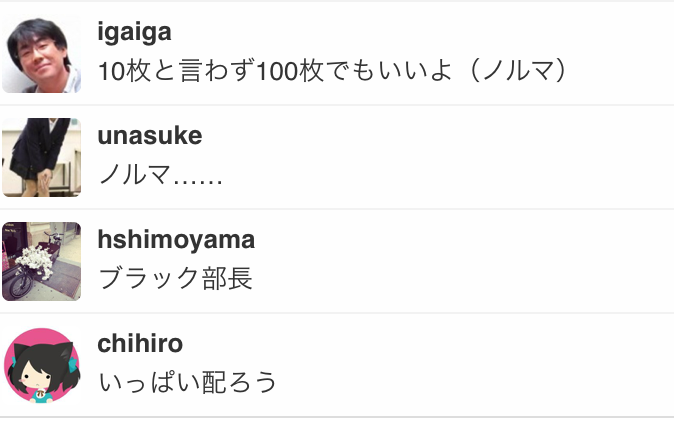 igaiga
10枚と言わず100枚でもいいよ（ノルマ）
unasuke
ノルマ……
hshimoyama
ブラック部長
chihiro
いっぱい配ろう